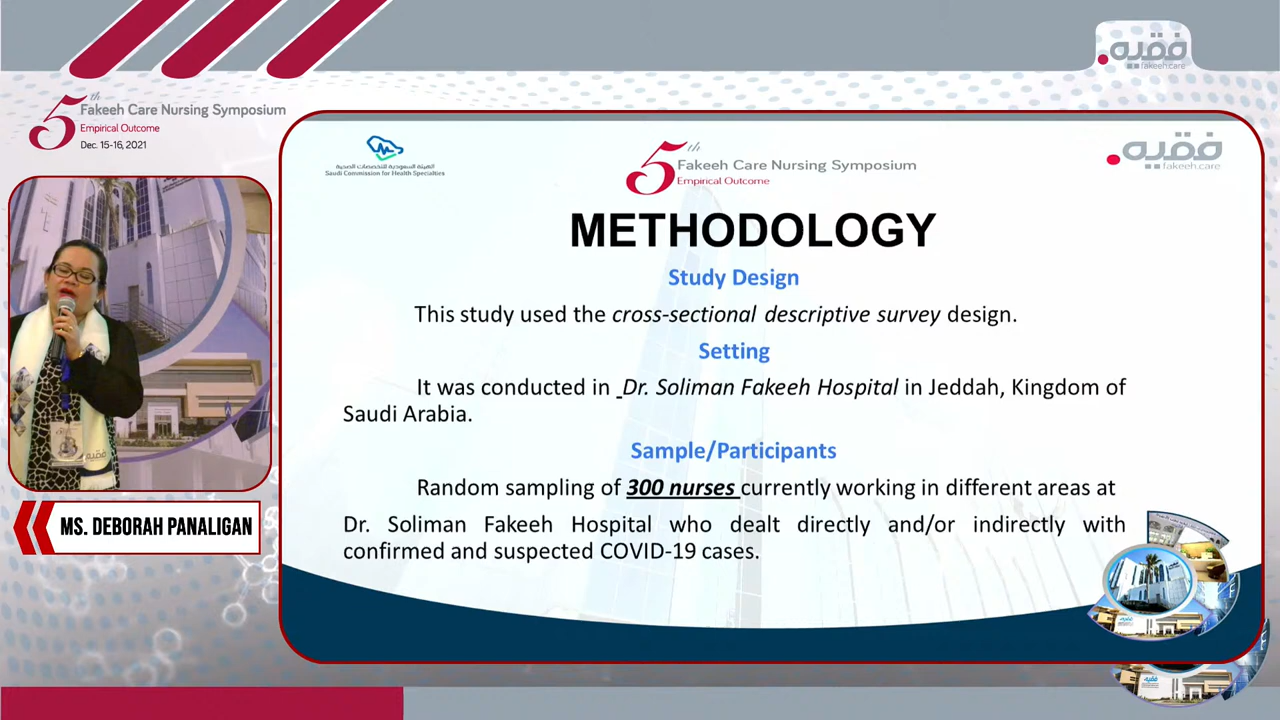 فقيه
fakeeh.care
5th
Fakeeh Care Nursing Symposium
Empirical Outcome
Dec. 15-16, 2021
الهيئة السعودية للتخصصات الصحية
Saudi Commission for Health Specialties
5th
Fakeeh Care Nursing Symposium
Empirical Outcome
فقيه
fakeeh.care
METHODOLOGY
Study Design
This study used the cross-sectional descriptive survey design.
Setting
It was conducted in Dr. Soliman Fakeeh Hospital in Jeddah, Kingdom of
Saudi Arabia.
Sample/Participants
Random sampling of 300 nurses currently working in different areas at
Dr. Soliman Fakeeh Hospital who dealt directly and/or indirectly with
confirmed and suspected COVID-19 cases.
MS. DEBORAH PANALIGAN